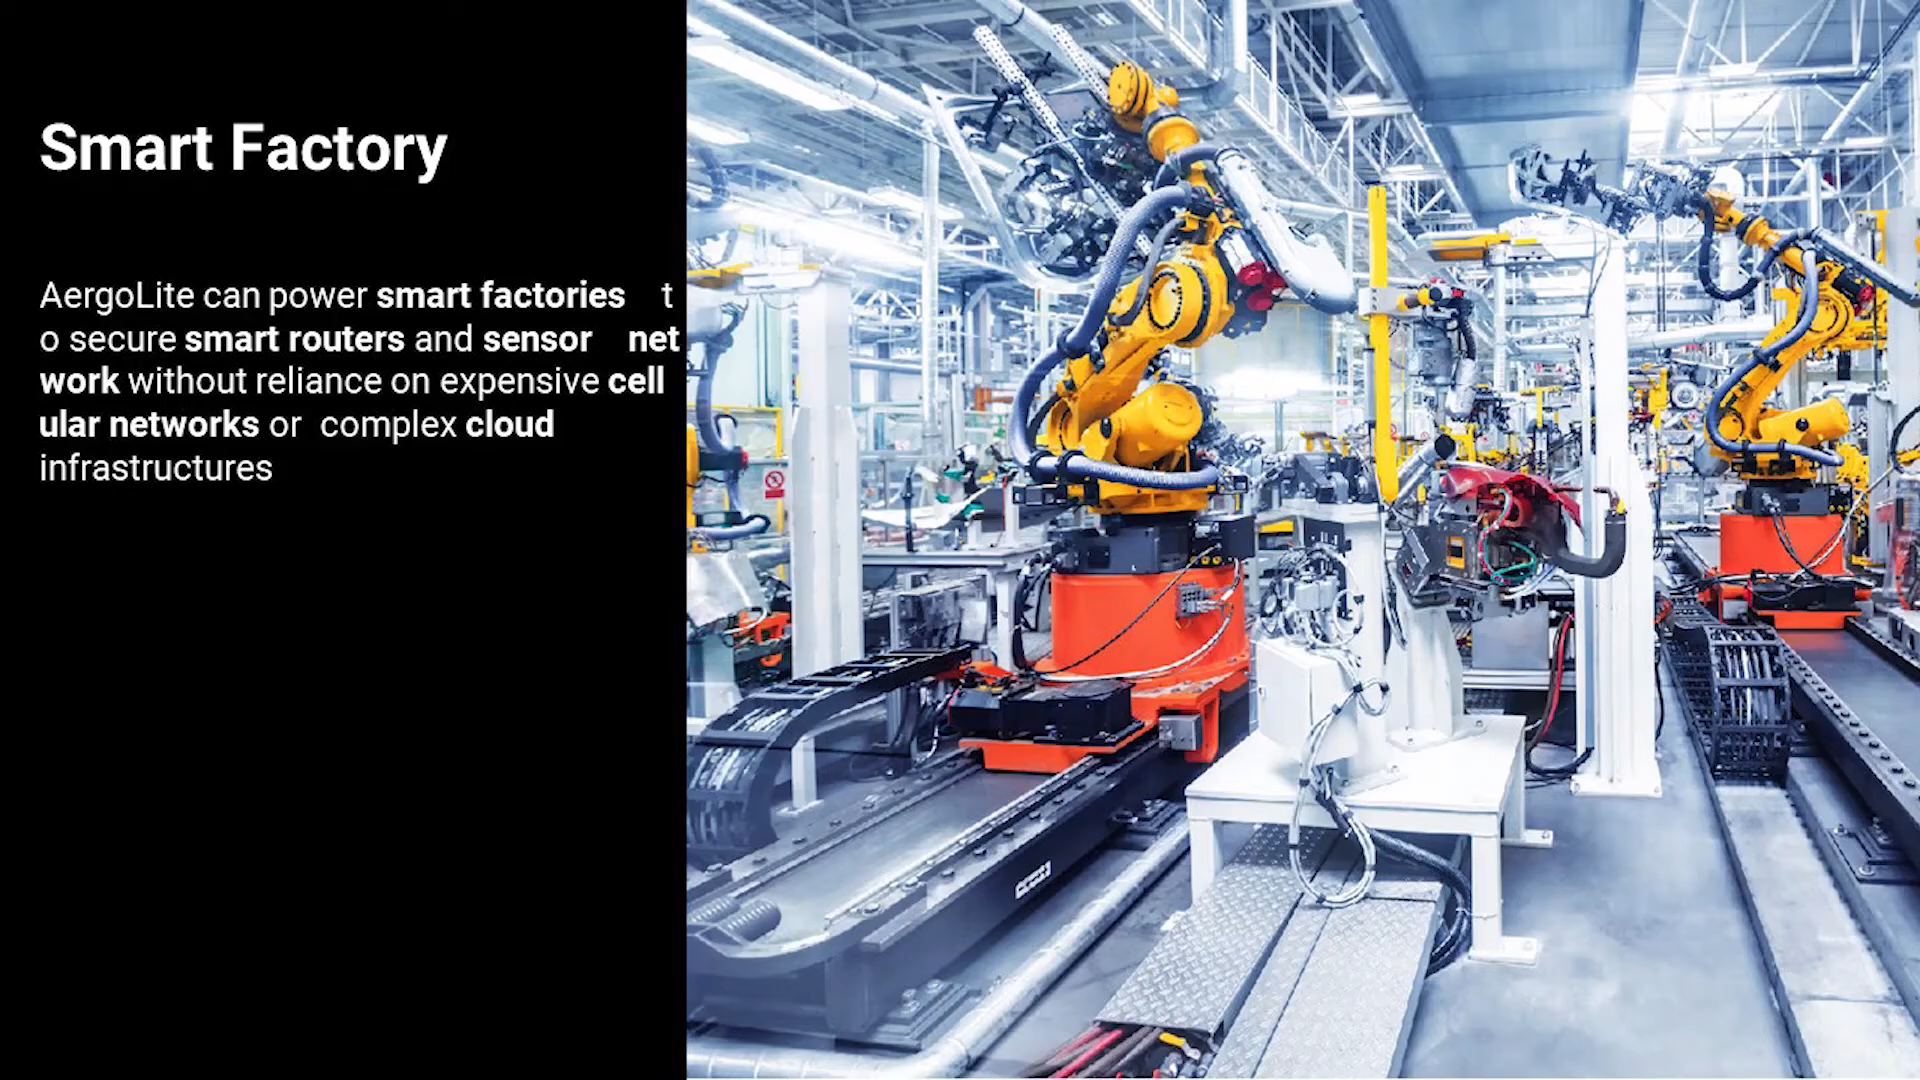 Smart Factory
AergoLite can power smart factories t
o secure smart routers and sensor net
work without reliance on expensive cell
ular networks or complex cloud
infrastructures